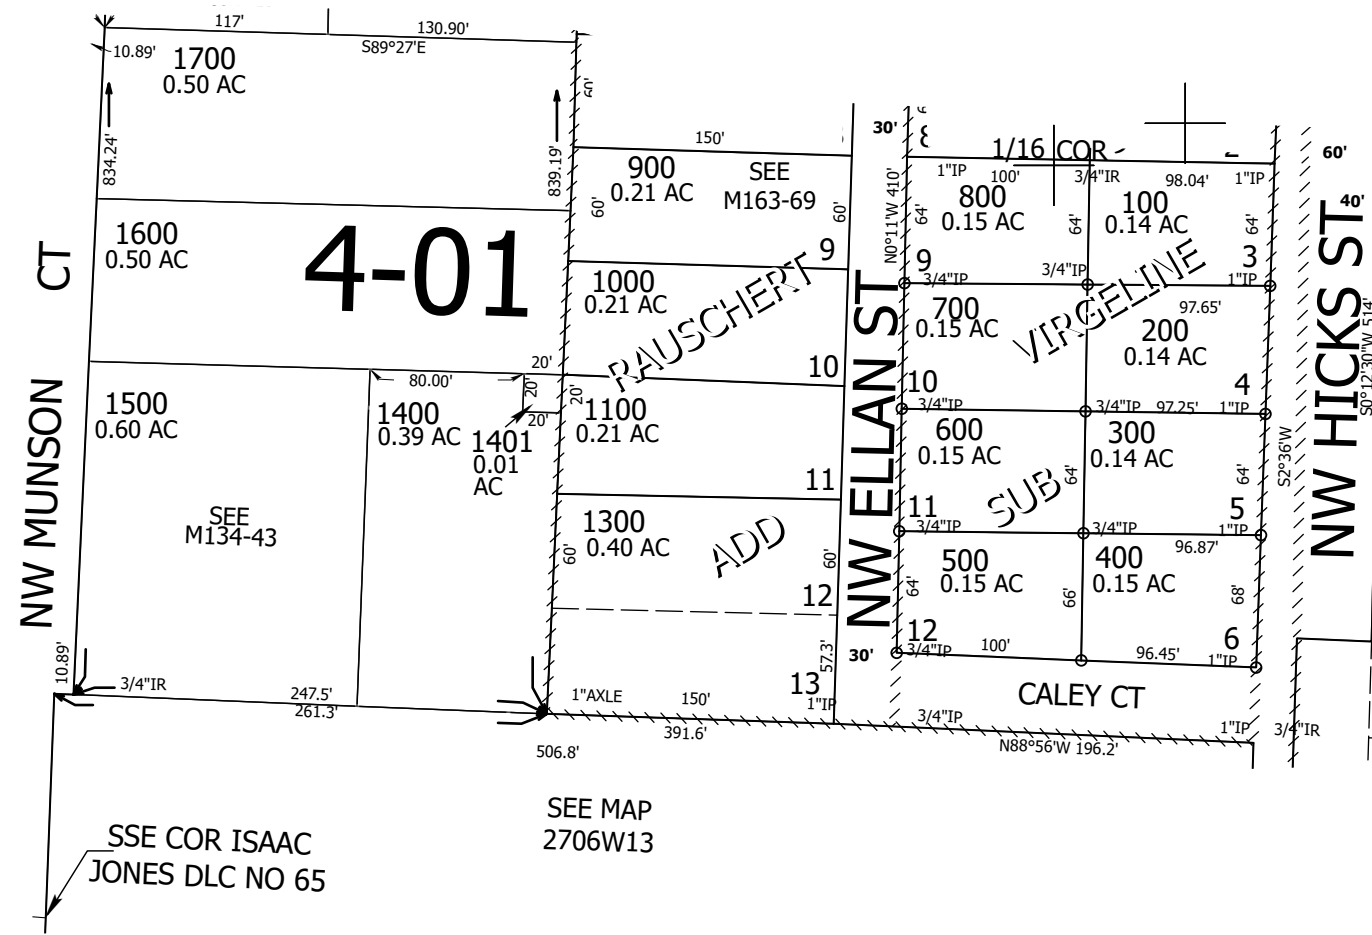 117'
130.90'
S89°27'E
10.89'
1700
0.50 AC
834.24'
839.19'
60'
1600
0.50 AC
4-01
NW MUNSON CT
1500
0.60 AC
80.00'
20'
20'
20'
20'
1400
0.39 AC
1401
0.01
AC
SEE
M134-43
10.89'
3/4"IR
247.5'
261.3'
150'
900
0.21 AC
SEE
M163-69
60'
60'
9
1000
0.21 AC
RAUSCHERT
10
1100
0.21 AC
11
1300
0.40 AC
ADD
60'
60'
12
57.3'
13
1"AXLE
150'
1"IP
391.6'
506.8'
30'
NW ELLAN ST
30'
N0°11'W 410'
1/16 COR
1"IP
100'
3/4"IR
98.04'
1"IP
800
0.15 AC
100
0.14 AC
64'
64'
64'
9
3
3/4"IP
3/4"IP
1"IP
VIRGELINE
700
0.15 AC
97.65'
200
0.14 AC
10
4
3/4"IP
3/4"IP
97.25'
1"IP
600
0.15 AC
300
0.14 AC
SUB
64'
64'
11
5
3/4"IP
3/4"IP
1"IP
96.87'
500
0.15 AC
400
0.15 AC
64'
66'
68'
12
6
3/4"IP
100'
96.45'
1"IP
CALEY CT
3/4"IP
1"IP
3/4"IR
N88°56'W 196.2'
60'
40'
NW HICKS ST
S2°36'W
S0°12'30"W 514'
SEE MAP
2706W13
SSE COR ISAAC
JONES DLC NO 65